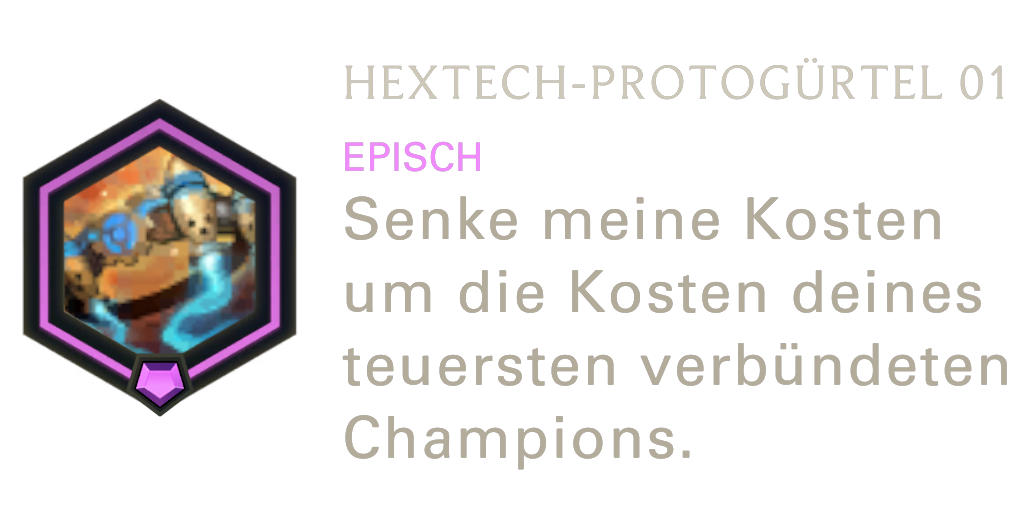 HEXTECH-PROTOGÜRTEL 01
EPISCH
Senke meine Kosten
um die Kosten deines
teuersten verbündeten
Champions.